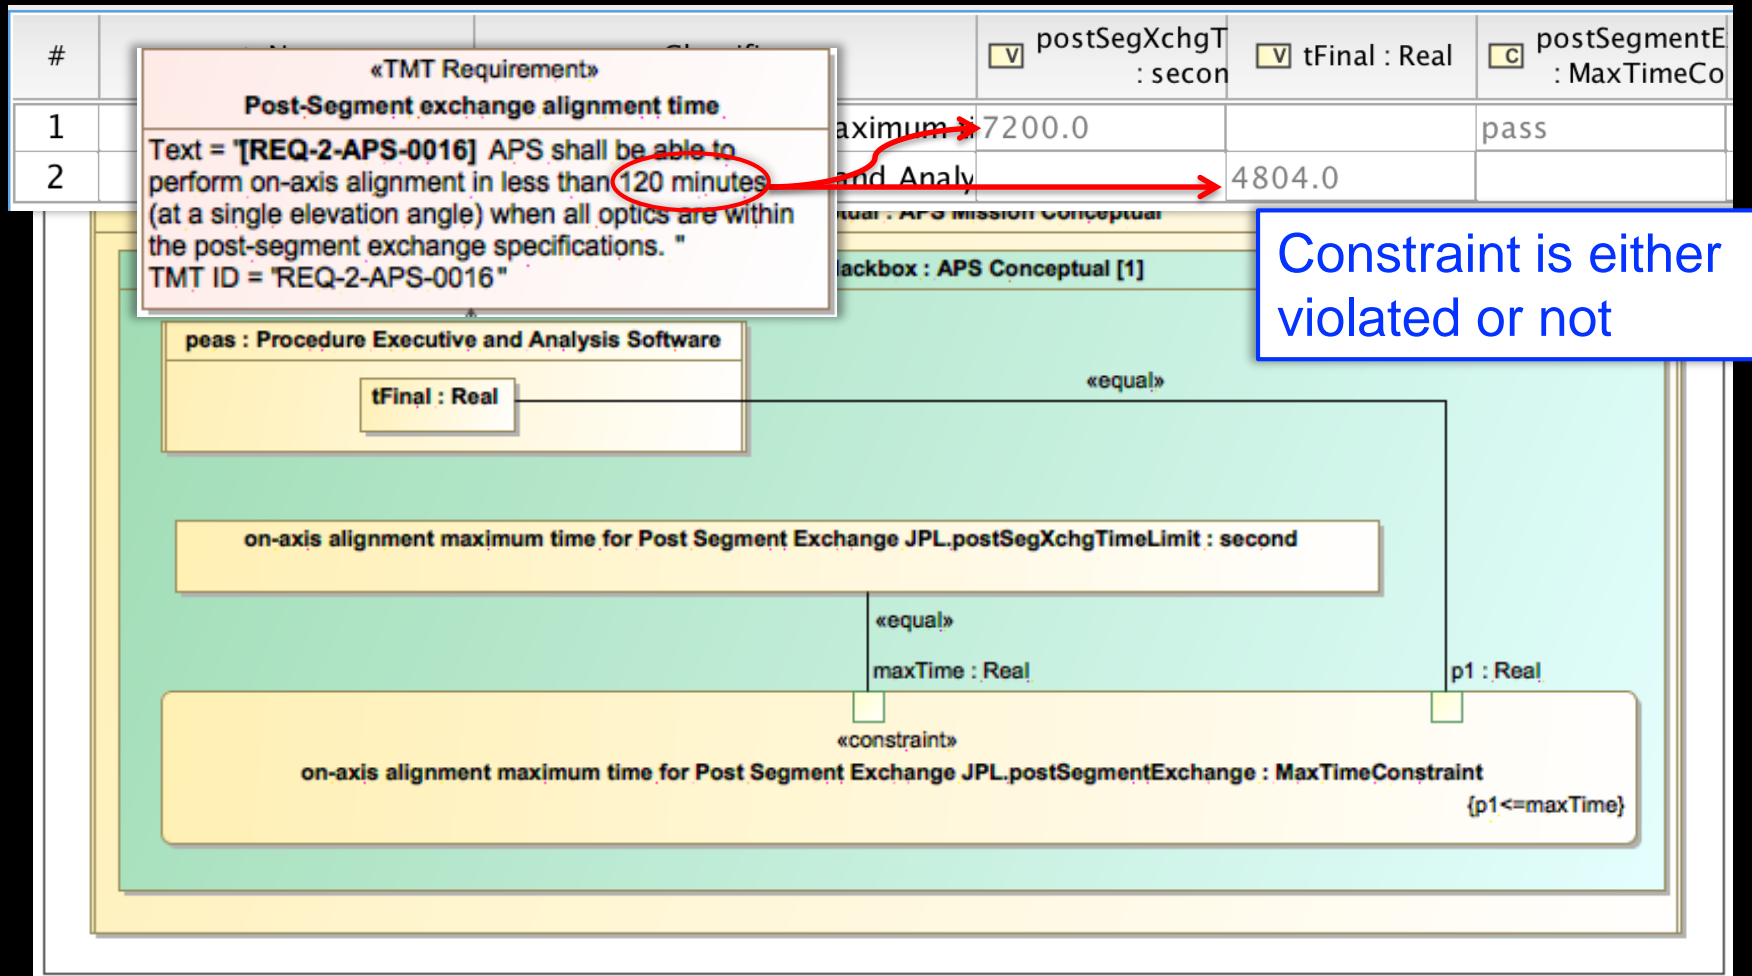 #
postSegXchgT
: secon
V
V
tFinal : Real
C
postSegmentE
: MaxTimeCo
1
aximum
7200.0
pass
2
and Analy
4804.0
«TMT Requirement»
Post-Segment exchange alignment time
Text = "[REQ-2-APS-0016] APS shall be able to
perform on-axis alignment in less than 120 minutes
(at a single elevation angle) when all optics are within
the post-segment exchange specifications. "
TMT ID = "REQ-2-APS-0016"
Constraint is either
violated or not
APS Mission Conceptual
lackbox : APS Conceptual [1]
peas : Procedure Executive and Analysis Software
tFinal : Real
«equal»
on-axis alignment maximum time for Post Segment Exchange JPL.postSegXchgTimeLimit : second
«equal»
maxTime : Real
p1 : Real
«constraint»
on-axis alignment maximum time for Post Segment Exchange JPL.postSegmentExchange : MaxTimeConstraint
{p1<=maxTime}